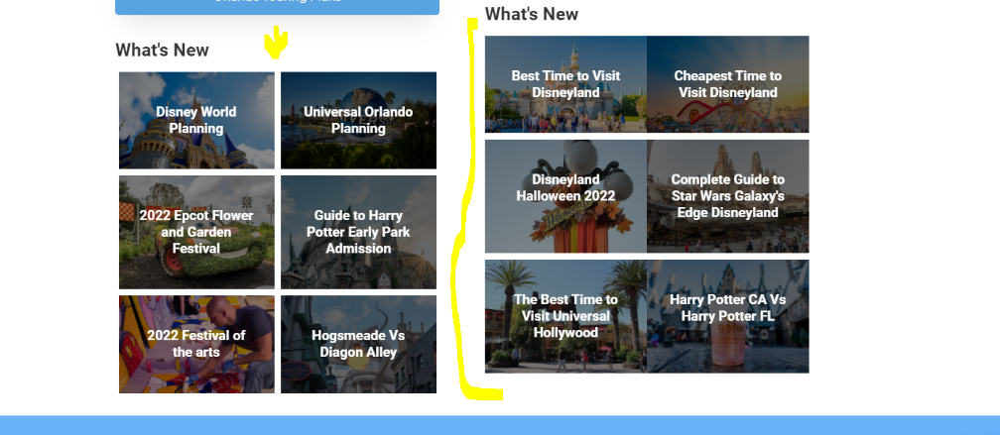 Orlando Touring Plans
What's New
Disney World
Planning
Universal Orlando
Planning
2022 Epcot Flower
and Garden
Festival
Guide to Harry
Potter Early Park
Admission
2022 Festival of
the arts
Hogsmeade Vs
Diagon Alley
What's New
Best Time to Visit
Disneyland
Cheapest Time to
Visit Disneyland
Disneyland
Halloween 2022
Complete Guide to
Star Wars Galaxy's
Edge Disneyland
The Best Time to
Visit Universal
Hollywood
Harry Potter CA Vs
Harry Potter FL